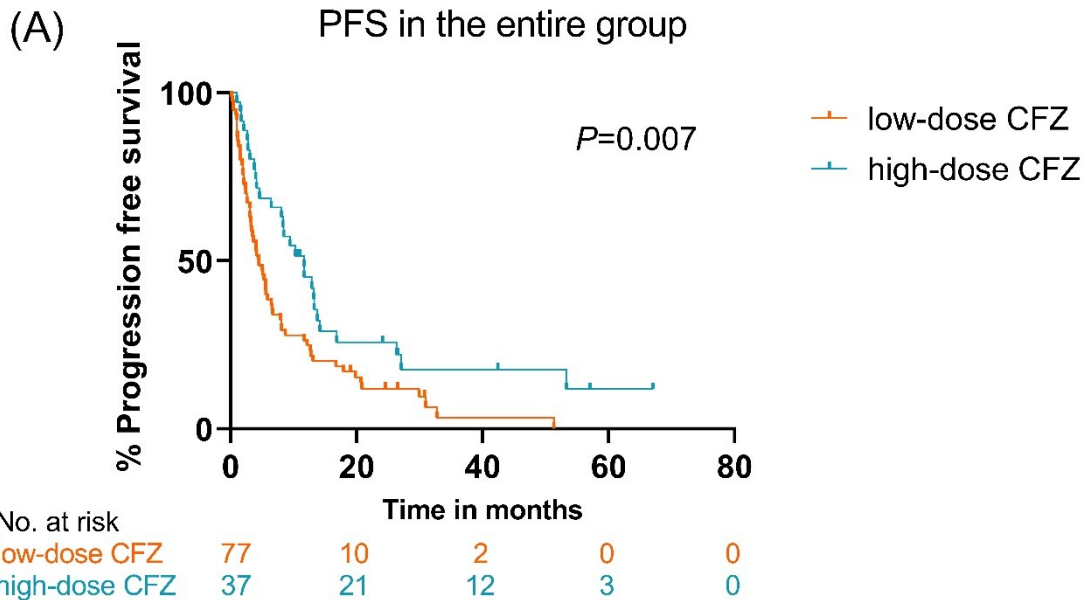 (A)
PFS in the entire group
% Progression free survival
100
50
0
P=0.007
low-dose CFZ
high-dose CFZ
0 20 40 60 80
Time in months
No. at risk
low-dose CFZ 77 10 2 0 0
high-dose CFZ 37 21 12 3 0